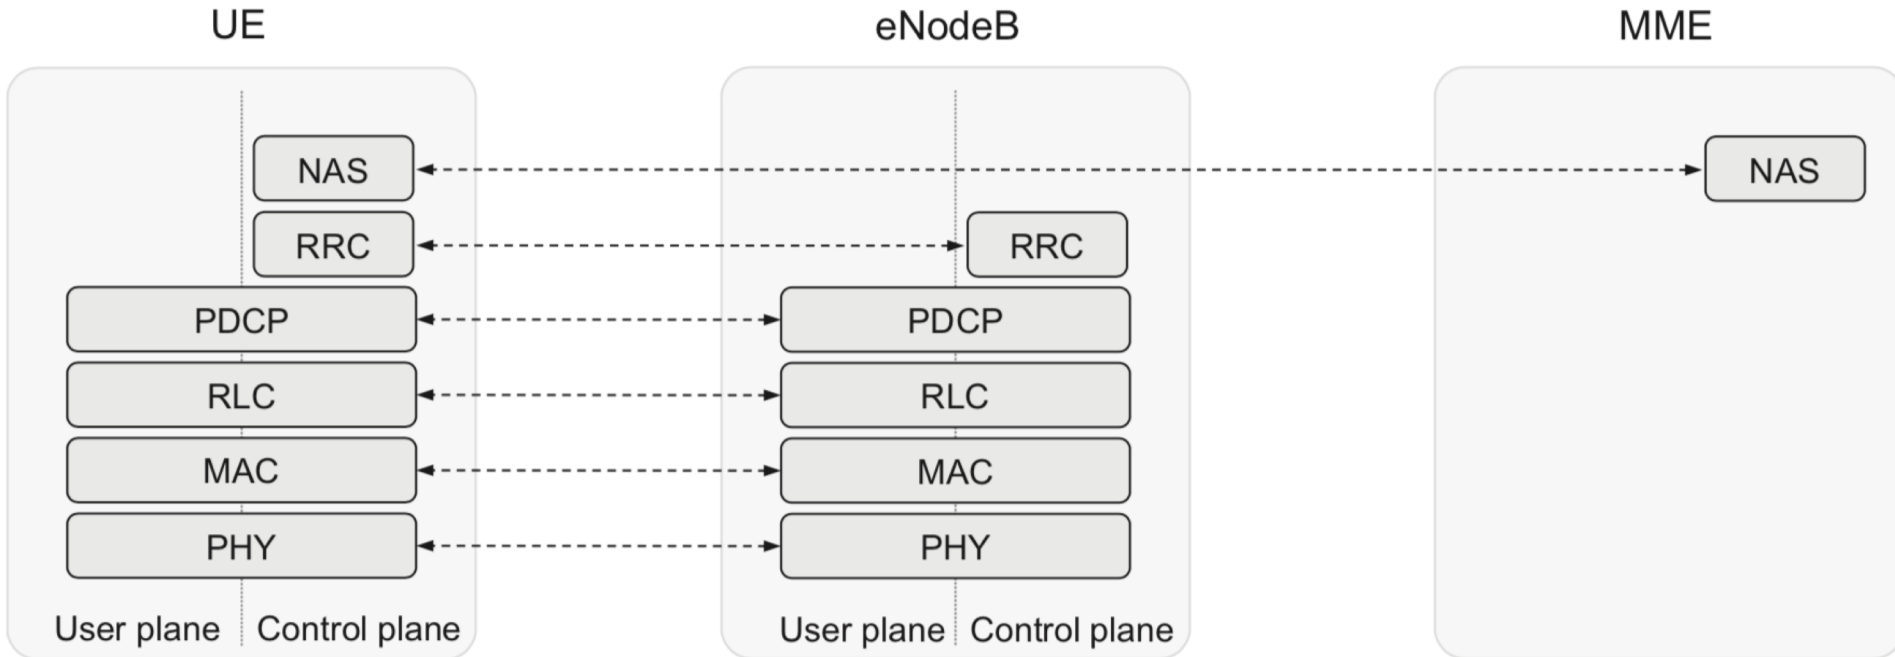 UE eNodeB MME
NAS NAS
RRC RRC
PDCP PDCP
RLC RLC
MAC MAC
PHY PHY
User plane Control plane User plane Control plane